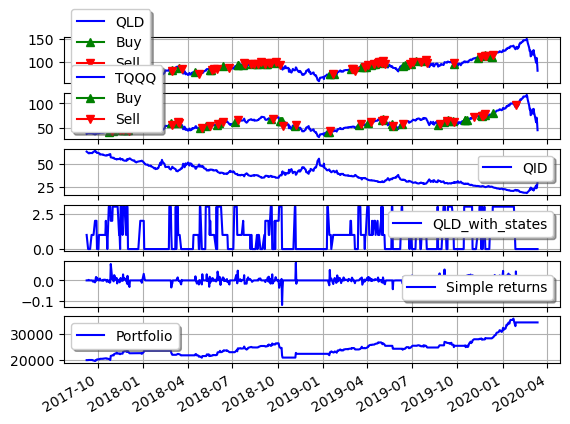 QLD
Buy
Sell
150
100
TQQQ
Buy
Sell
100
50
QID
50
25
QLD_with_states
2.5
0.0
Simple returns
0.0
−0.1
Portfolio
30000
20000
2017-10 2018-01 2018-04 2018-07 2018-10 2019-01 2019-04 2019-07 2019-10 2020-01 2020-04